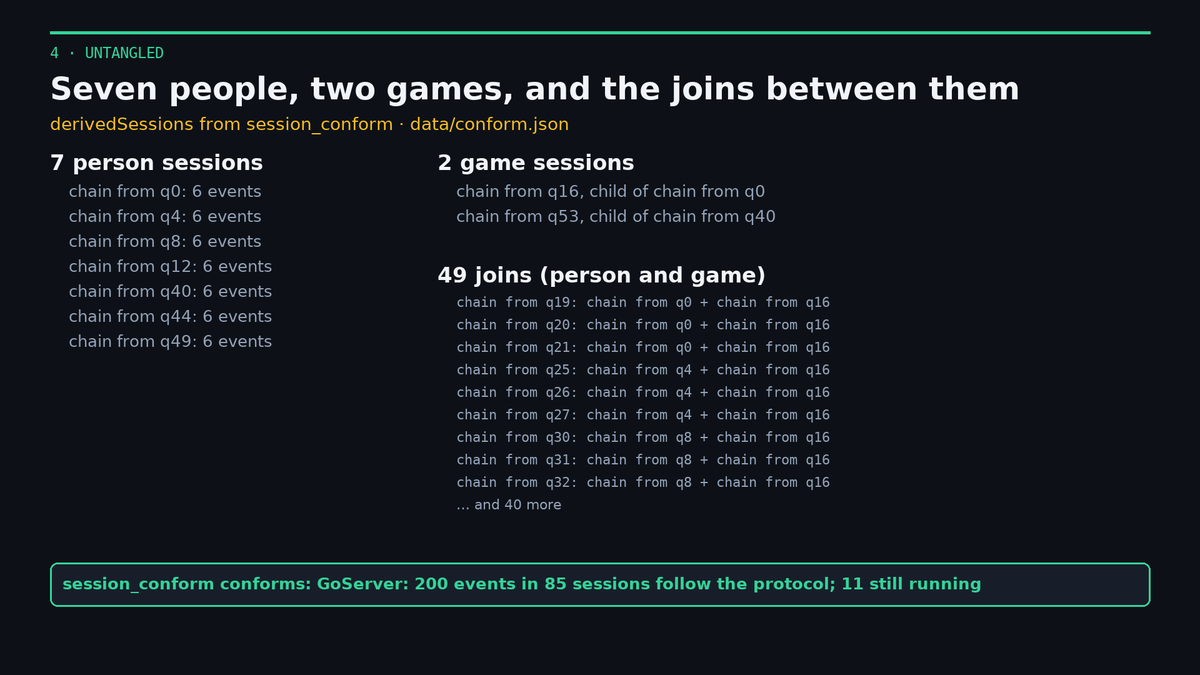 4 · UNTANGLED
Seven people, two games, and the joins between them
derivedSessions from session_conform · data/conform.json
7 person sessions
chain from q0: 6 events
chain from q4: 6 events
chain from q8: 6 events
chain from q12: 6 events
chain from q40: 6 events
chain from q44: 6 events
chain from q49: 6 events
2 game sessions
chain from q16, child of chain from q0
chain from q53, child of chain from q40
49 joins (person and game)
chain from q19: chain from q0 + chain from q16
chain from q20: chain from q0 + chain from q16
chain from q21: chain from q0 + chain from q16
chain from q25: chain from q4 + chain from q16
chain from q26: chain from q4 + chain from q16
chain from q27: chain from q4 + chain from q16
chain from q30: chain from q8 + chain from q16
chain from q31: chain from q8 + chain from q16
chain from q32: chain from q8 + chain from q16
… and 40 more
session_conform conforms: GoServer: 200 events in 85 sessions follow the protocol; 11 still running